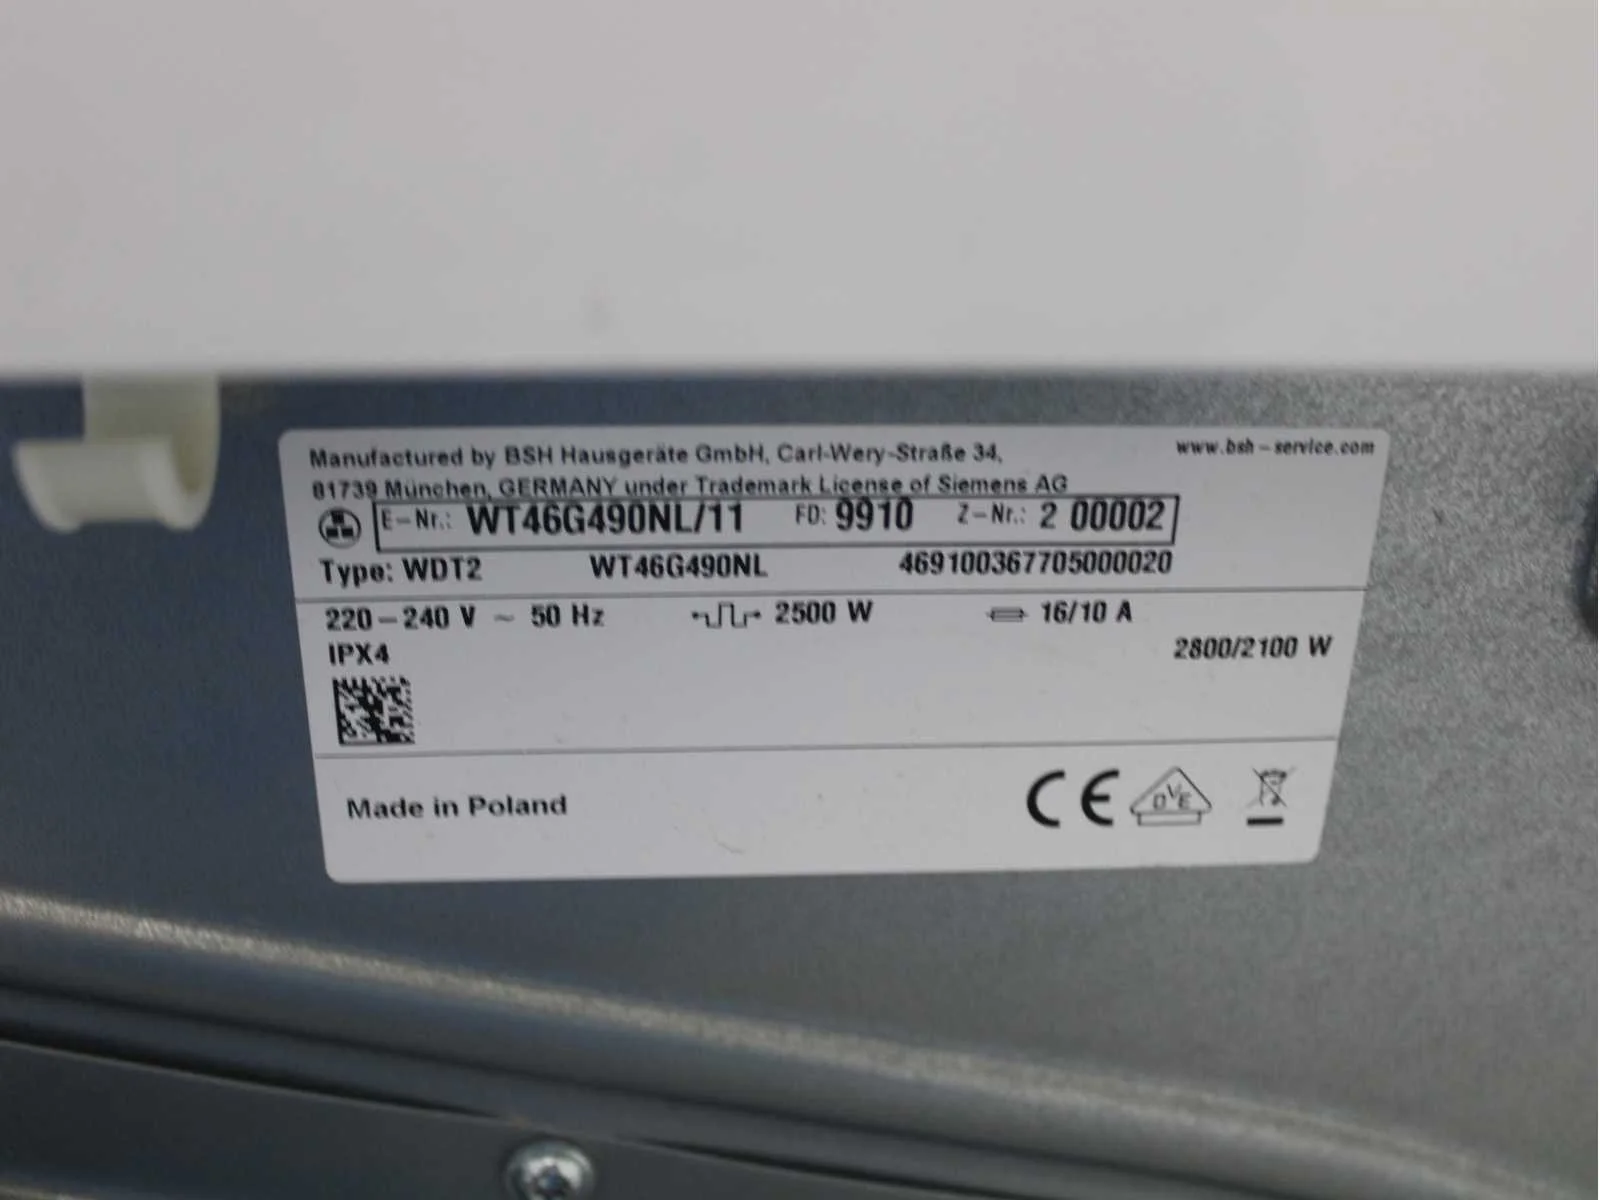 Manufactured by BSH Hausgeräte GmbH, Carl-Wery-Straße 34,
www.bsh-service.com
81739 München, GERMANY under Trademark License of Siemens AG
E-Nr.: WT46G490NL/11 FD: 9910 Z-Nr.: 2 00002
Type: WDT2 WT46G490NL 469100367705000020
220-240 V ~ 50 Hz 2500 W 16/10 A
IPX4 2800/2100 W
Made in Poland CE DVE